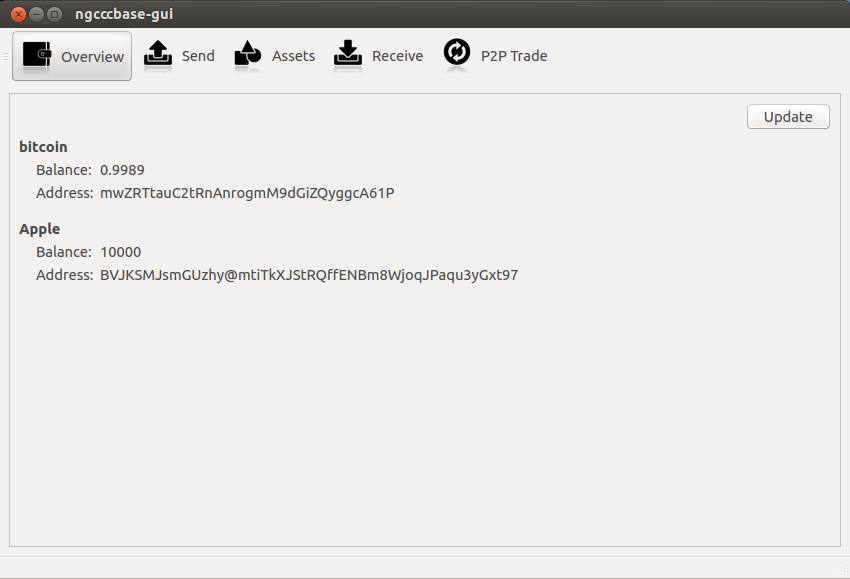 ngcccbase-gui
Overview Send Assets Receive P2P Trade
Update
bitcoin
Balance: 0.9989
Address: mwZRTtauC2tRnAnrogmM9dGiZQyggcA61P
Apple
Balance: 10000
Address: BVJKSMJsmGUzhy@mtiTkXJStRQffENBm8WjoqJPaqu3yGxt97